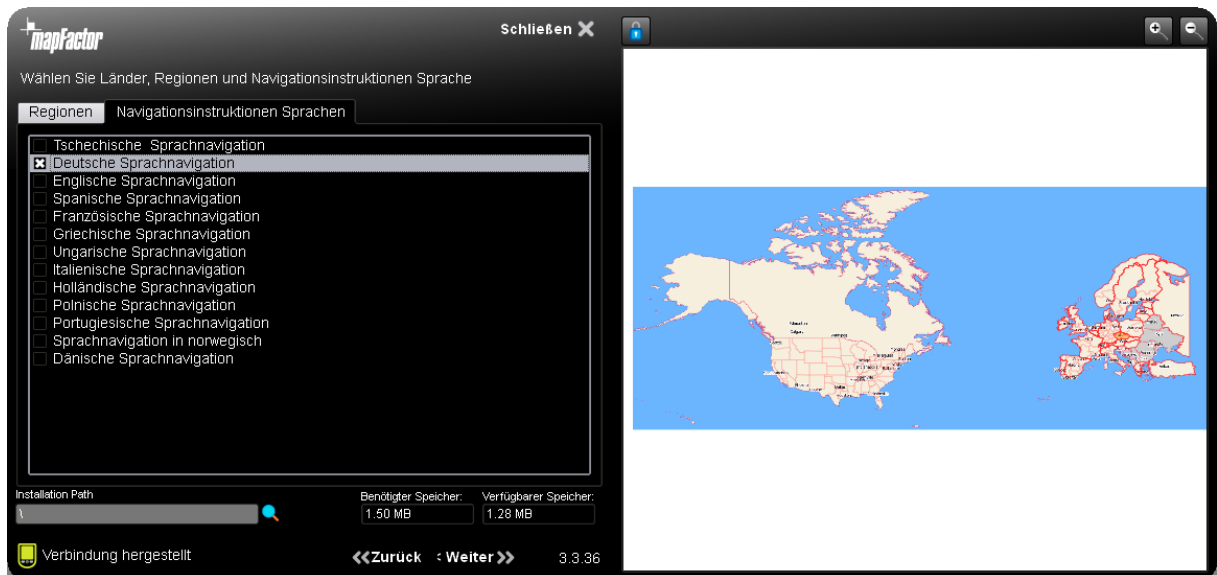 mapFactor
Schließen
Wählen Sie Länder, Regionen und Navigationsinstruktionen Sprache
Regionen Navigationsinstruktionen Sprachen
Tschechische Sprachnavigation
Deutsche Sprachnavigation
Englische Sprachnavigation
Spanische Sprachnavigation
Französische Sprachnavigation
Griechische Sprachnavigation
Ungarische Sprachnavigation
Italienische Sprachnavigation
Holländische Sprachnavigation
Polnische Sprachnavigation
Portugiesische Sprachnavigation
Sprachnavigation in norwegisch
Dänische Sprachnavigation
Installation Path
\
Benötigter Speicher: Verfügbarer Speicher:
1.50 MB 1.28 MB
Verbindung hergestellt
Zurück : Weiter
3.3.36